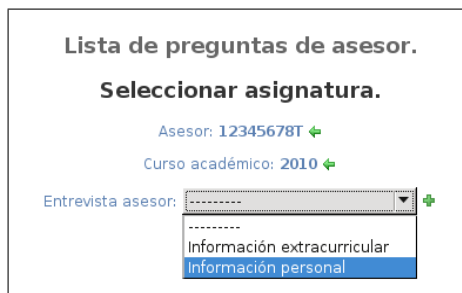 Lista de preguntas de asesor.
Seleccionar asignatura.
Asesor: 12345678T
Curso académico: 2010
Entrevista asesor: ---------
---------
Información extracurricular
Información personal